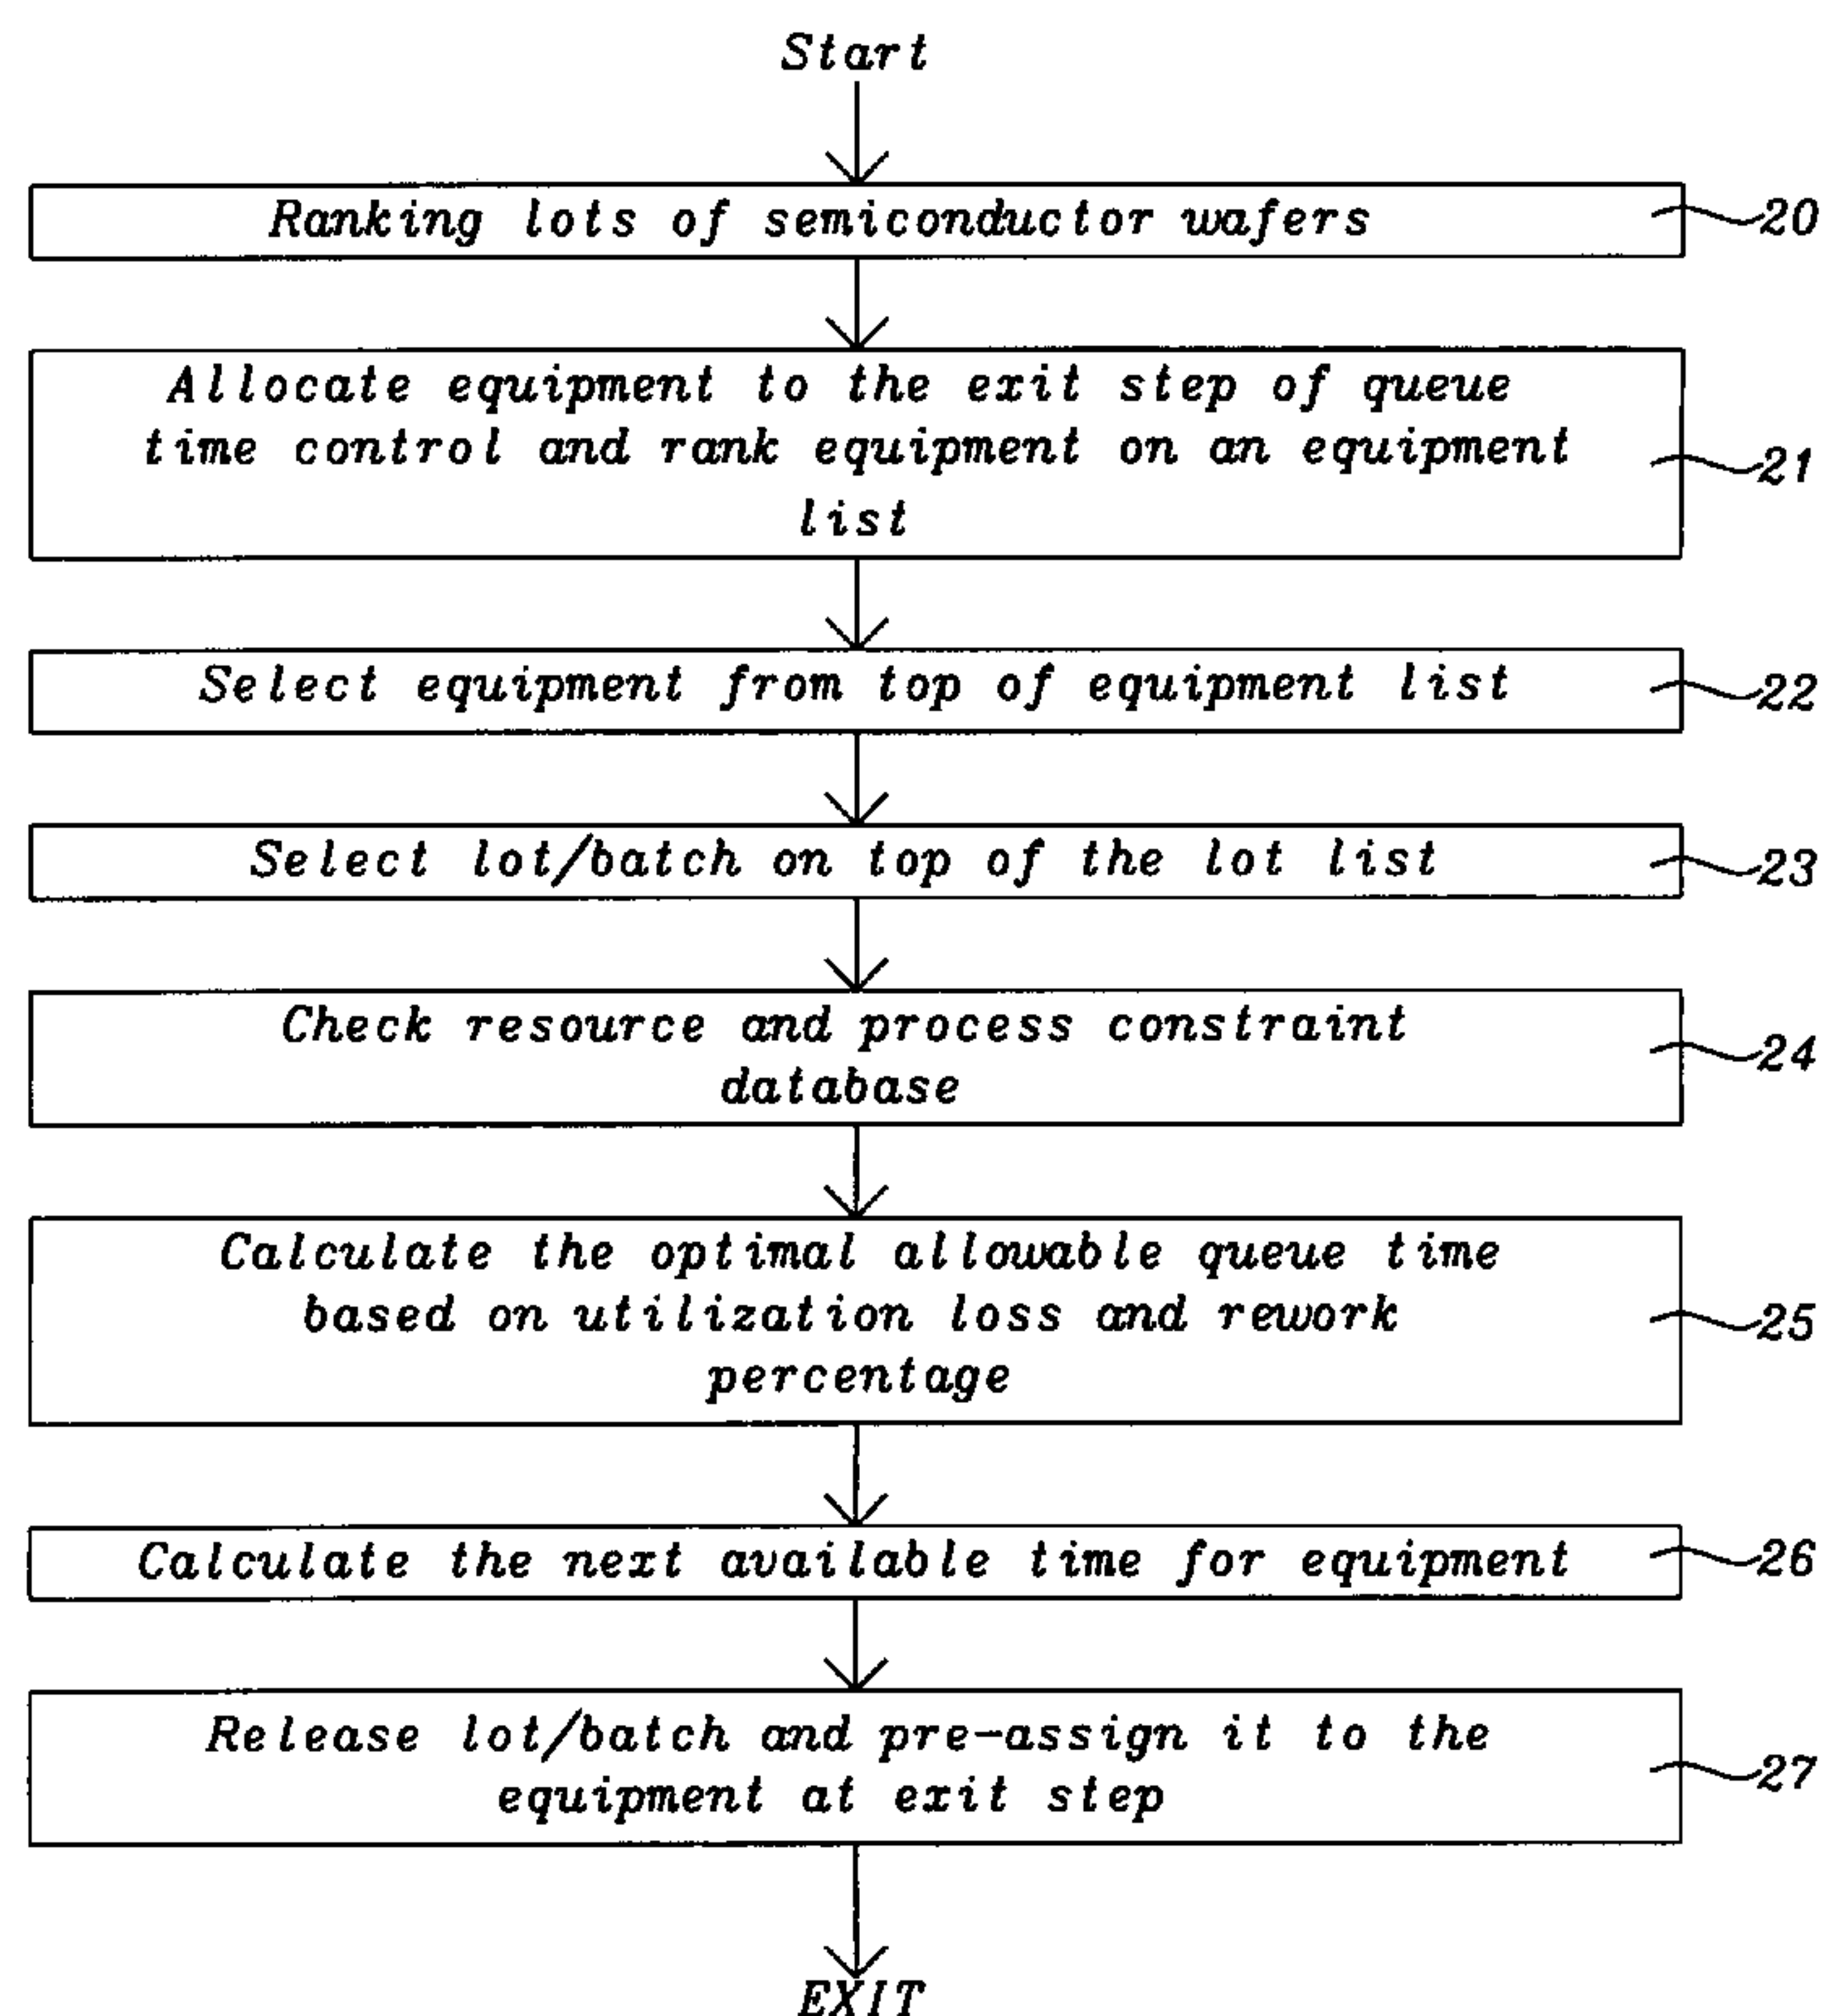 Start
Ranking lots of semiconductor wafers
20
Allocate equipment to the exit step of queue
time control and rank equipment on an equipment
list
21
Select equipment from top of equipment list
22
Select lot/batch on top of the lot list
23
Check resource and process constraint
database
24
Calculate the optimal allowable queue time
based on utilization loss and rework
percentage
25
Calculate the next available time for equipment
26
Release lot/batch and pre-assign it to the
equipment at exit step
27
EXIT